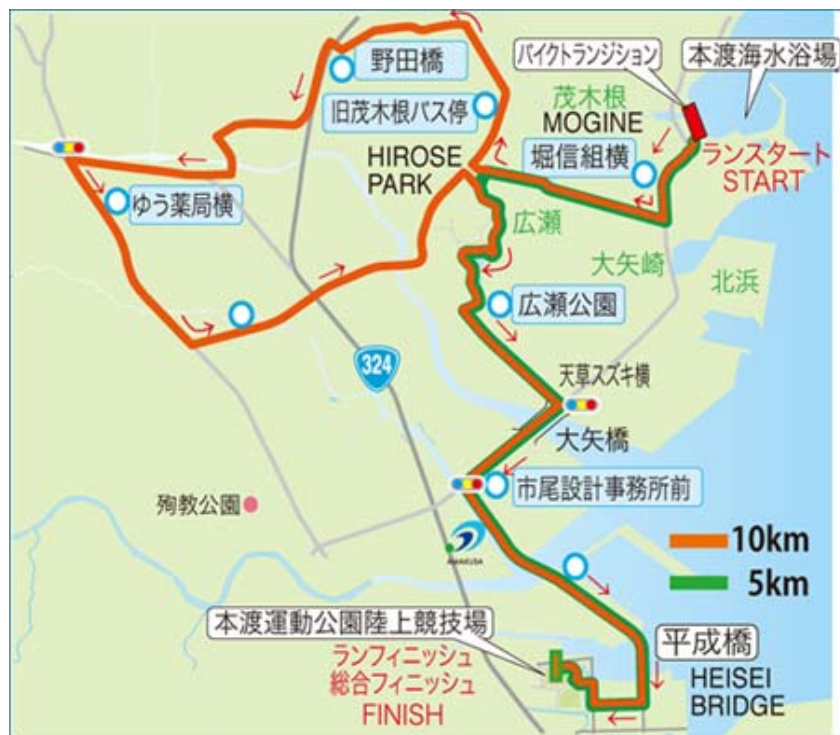 野田橋
バイクトランジション
本渡海水浴場
旧茂木根バス停
茂木根
MOGINE
HIROSE
PARK
堀信組横
ランスタート
START
ゆう薬局横
広瀬
大矢崎
北浜
広瀬公園
324
天草スズキ横
大矢橋
市尾設計事務所前
殉教公園
AMAKUSA
10km
5km
本渡運動公園陸上競技場
ランフィニッシュ
総合フィニッシュ
FINISH
平成橋
HEISEI
BRIDGE